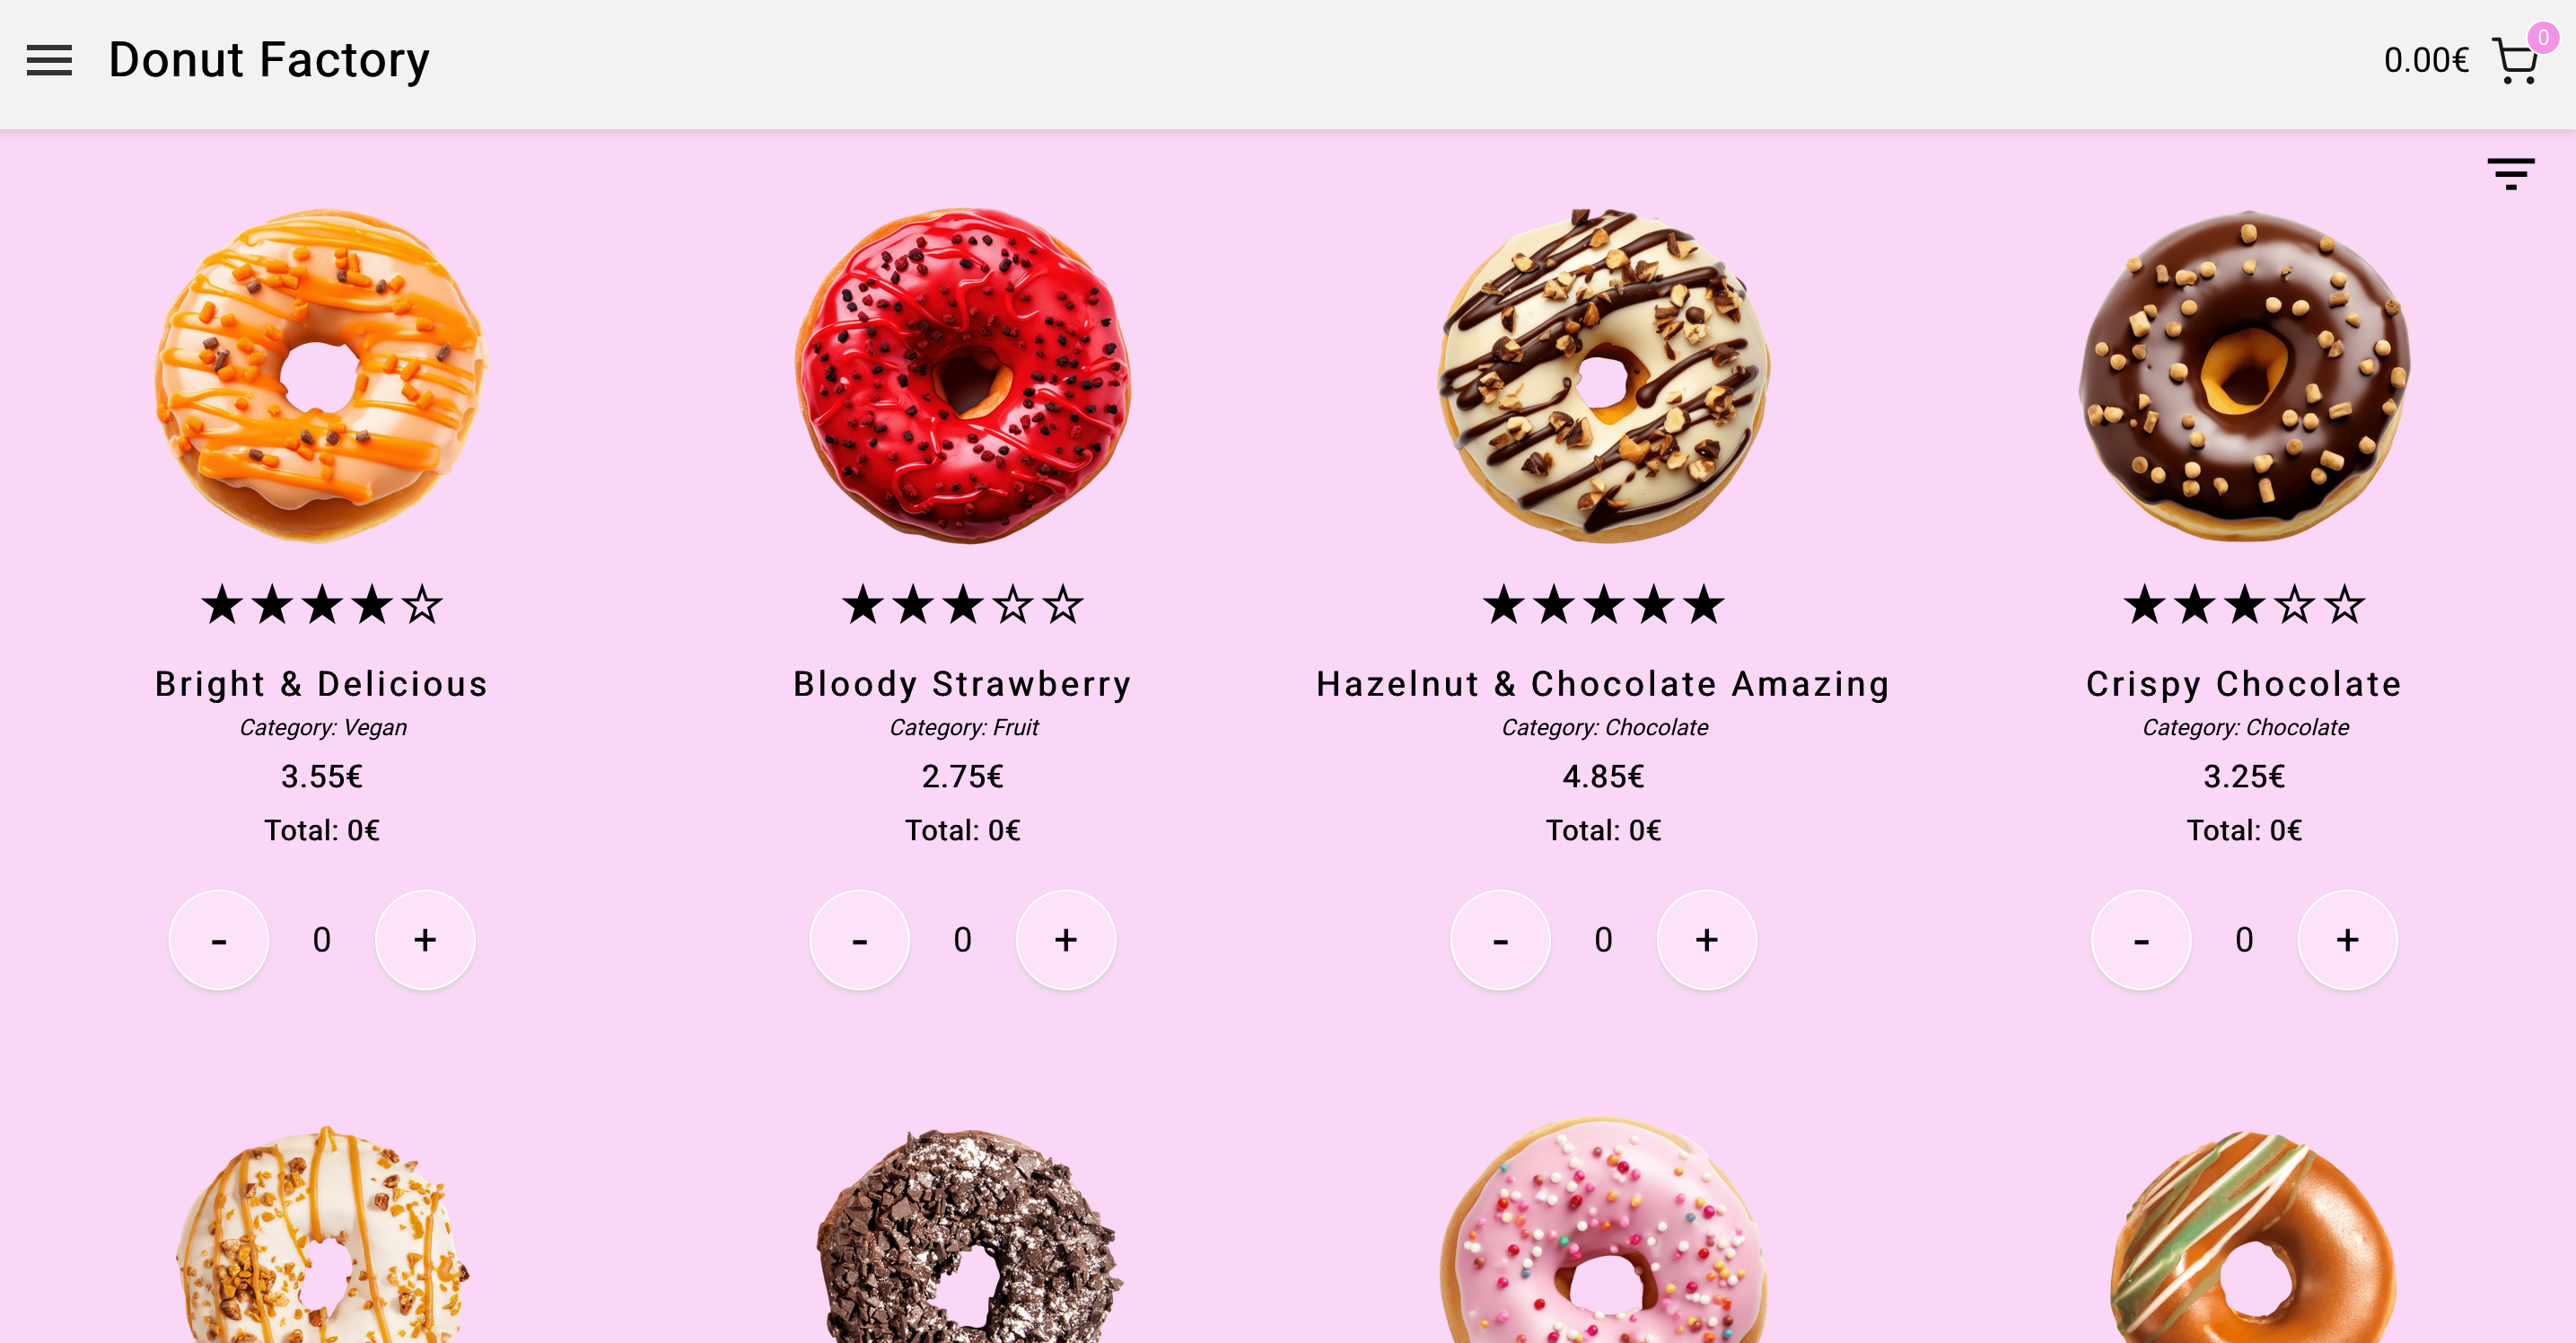 Donut Factory
0.00€
0
Bright & Delicious
Category: Vegan
3.55€
Total: 0€
- 0 +
Bloody Strawberry
Category: Fruit
2.75€
Total: 0€
- 0 +
Hazelnut & Chocolate Amazing
Category: Chocolate
4.85€
Total: 0€
- 0 +
Crispy Chocolate
Category: Chocolate
3.25€
Total: 0€
- 0 +